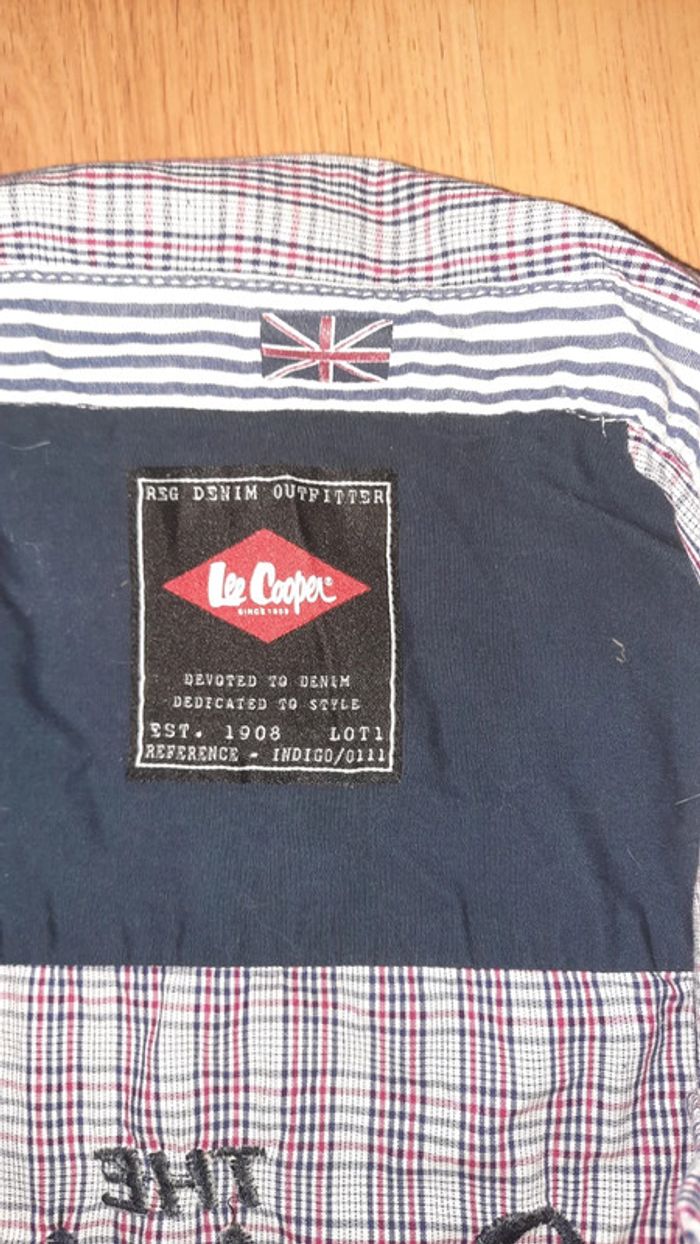 REG DENIM OUTFITTER
Lee Cooper®
SINCE 1908
DEVOTED TO DENIM
DEDICATED TO STYLE
EST. 1908 LOT1
REFERENCE - INDIGO/0111
THE